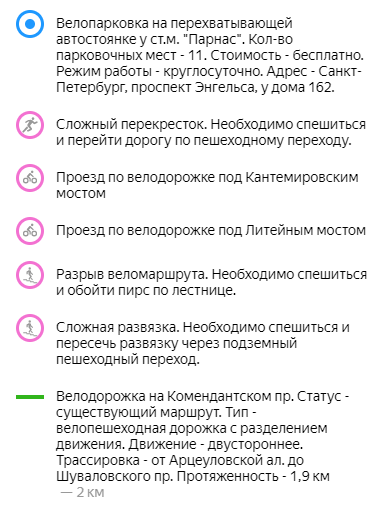 Велопарковка на перехватывающей
автостоянке у ст.м. "Парнас". Кол-во
парковочных мест - 11. Стоимость - бесплатно.
Режим работы - круглосуточно. Адрес - Санкт-
Петербург, проспект Энгельса, у дома 162.
Сложный перекресток. Необходимо спешиться
и перейти дорогу по пешеходному переходу.
Проезд по велодорожке под Кантемировским
мостом
Проезд по велодорожке под Литейным мостом
Разрыв веломаршрута. Необходимо спешиться
и обойти пирс по лестнице.
Сложная развязка. Необходимо спешиться и
пересечь развязку через подземный
пешеходный переход.
Велодорожка на Комендантском пр. Статус -
существующий маршрут. Тип -
велопешеходная дорожка с разделением
движения. Движение - двустороннее.
Трассировка - от Арцеуловской ал. до
Шуваловского пр. Протяженность - 1,9 км
— 2 км